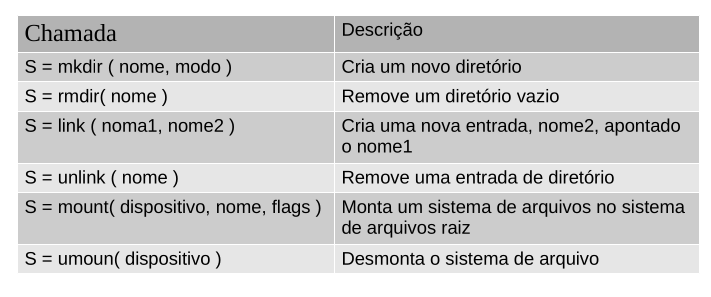 Chamada
Descrição
S = mkdir ( nome, modo )
Cria um novo diretório
S = rmdir( nome )
Remove um diretório vazio
S = link ( noma1, nome2 )
Cria uma nova entrada, nome2, apontado
o nome1
S = unlink ( nome )
Remove uma entrada de diretório
S = mount( dispositivo, nome, flags )
Monta um sistema de arquivos no sistema
de arquivos raiz
S = umoun( dispositivo )
Desmonta o sistema de arquivo